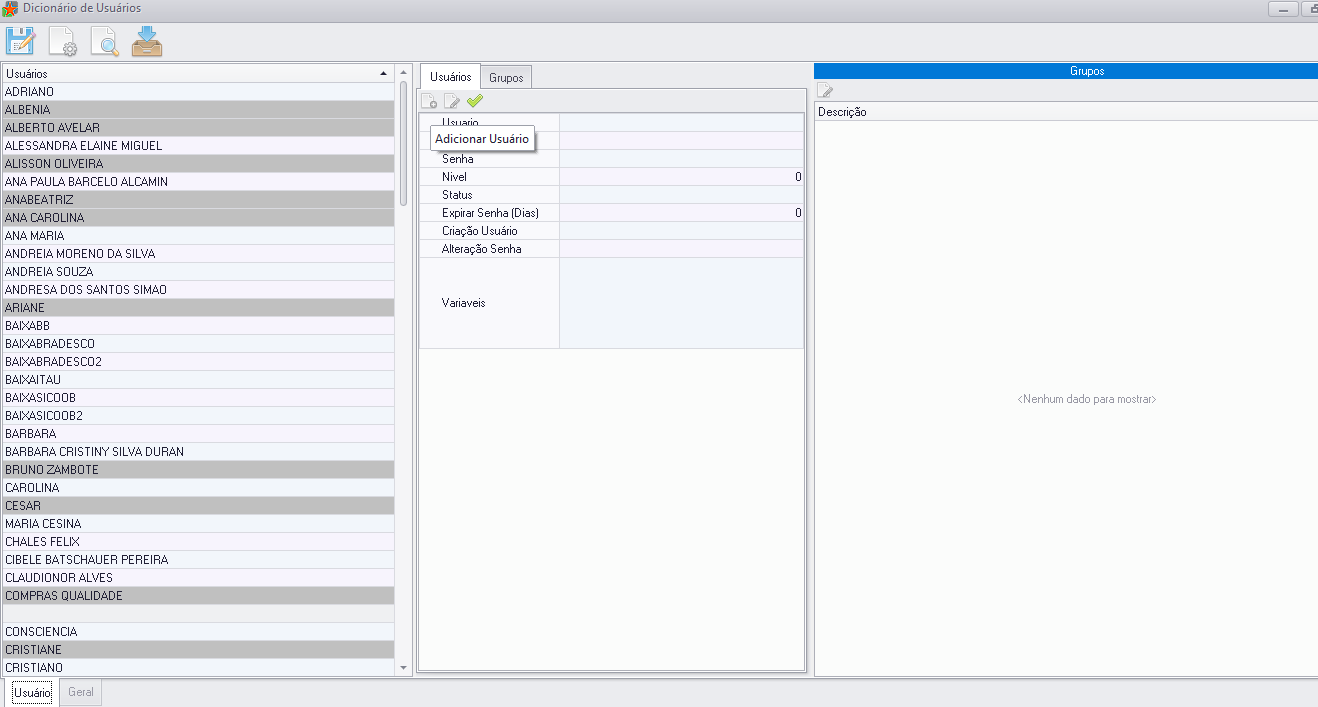 Dicionário de Usuários
Usuários
ADRIANO
ALBENIA
ALBERTO AVELAR
ALESSANDRA ELAINE MIGUEL
ALISSON OLIVEIRA
ANA PAULA BARCELO ALCAMIN
ANABEATRIZ
ANA CAROLINA
ANA MARIA
ANDREIA MORENO DA SILVA
ANDREIA SOUZA
ANDRESA DOS SANTOS SIMAO
ARIANE
BAIXABB
BAIXABRADESCO
BAIXABRADESCO2
BAIXAITAU
BAIXASICOOB
BAIXASICOOB2
BARBARA
BARBARA CRISTINY SILVA DURAN
BRUNO ZAMBOTE
CAROLINA
CESAR
MARIA CESINA
CHALES FELIX
CIBELE BATSCHAUER PEREIRA
CLAUDIONOR ALVES
COMPRAS QUALIDADE
CONSCIENCIA
CRISTIANE
CRISTIANO
Usuário Geral
Usuários Grupos
Usuario
Adicionar Usuário
Senha
Nivel 0
Status
Expirar Senha (Dias) 0
Criação Usuário
Alteração Senha
Variaveis
Grupos
Descrição
<Nenhum dado para mostrar>